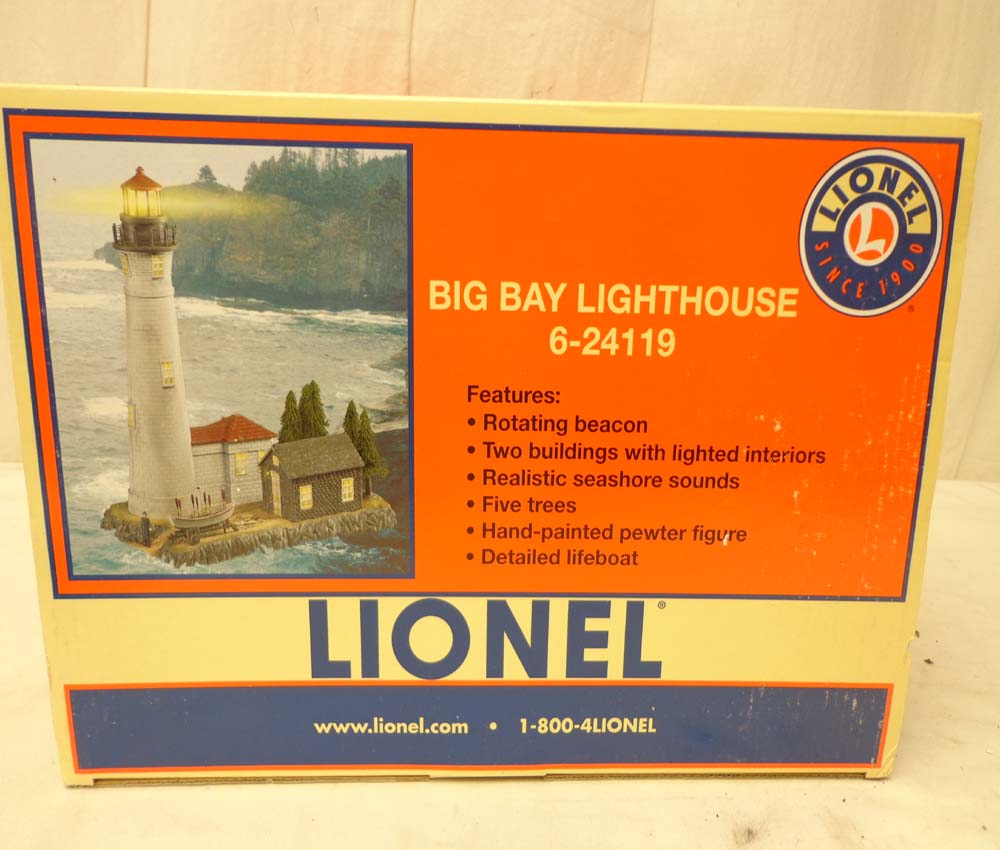 LIONEL
L
SINCE 1900
®
BIG BAY LIGHTHOUSE
6-24119
Features:
• Rotating beacon
• Two buildings with lighted interiors
• Realistic seashore sounds
• Five trees
• Hand-painted pewter figure
• Detailed lifeboat
LIONEL®
www.lionel.com • 1-800-4LIONEL